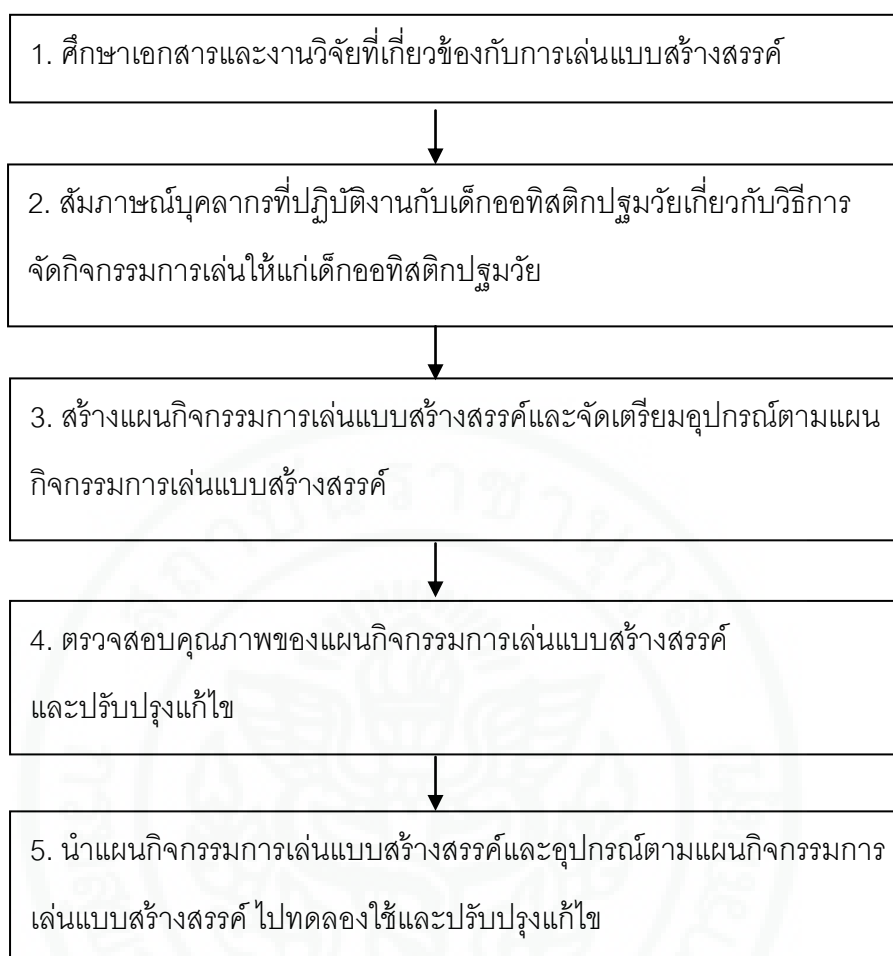 1. ศึกษาเอกสารและงานวิจัยที่เกี่ยวข้องกับการเล่นแบบสร้างสรรค์
2. สัมภาษณ์บุคลากรที่ปฏิบัติงานกับเด็กออทิสติกปฐมวัยเกี่ยวกับวิธีการ
จัดกิจกรรมการเล่นให้แก่เด็กออทิสติกปฐมวัย
3. สร้างแผนกิจกรรมการเล่นแบบสร้างสรรค์และจัดเตรียมอุปกรณ์ตามแผน
กิจกรรมการเล่นแบบสร้างสรรค์
4. ตรวจสอบคุณภาพของแผนกิจกรรมการเล่นแบบสร้างสรรค์
และปรับปรุงแก้ไข
5. นำแผนกิจกรรมการเล่นแบบสร้างสรรค์และอุปกรณ์ตามแผนกิจกรรมการ
เล่นแบบสร้างสรรค์ ไปทดลองใช้และปรับปรุงแก้ไข
สถาบันราชานุกูล